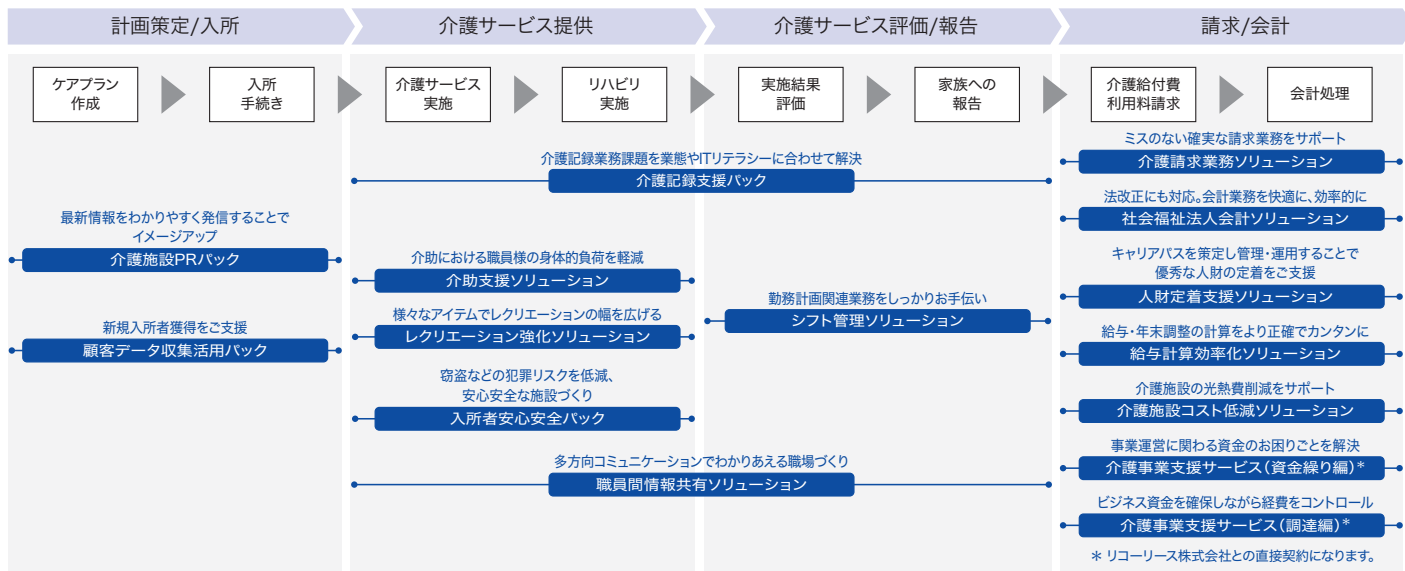 計画策定/入所
介護サービス提供
介護サービス評価/報告
請求/会計
ケアプラン
作成
入所
手続き
介護サービス
実施
リハビリ
実施
実施結果
評価
家族への
報告
介護給付費
利用料請求
会計処理
最新情報をわかりやすく発信することで
イメージアップ
介護施設PRパック
新規入所者獲得をご支援
顧客データ収集活用パック
介護記録業務課題を業態やITリテラシーに合わせて解決
介護記録支援パック
介助における職員様の身体的負荷を軽減
介助支援ソリューション
様々なアイテムでレクリエーションの幅を広げる
レクリエーション強化ソリューション
窃盗などの犯罪リスクを低減、
安心安全な施設づくり
入所者安心安全パック
多方向コミュニケーションでわかりあえる職場づくり
職員間情報共有ソリューション
勤務計画関連業務をしっかりお手伝い
シフト管理ソリューション
ミスのない確実な請求業務をサポート
介護請求業務ソリューション
法改正にも対応。会計業務を快適に、効率的に
社会福祉法人会計ソリューション
キャリアパスを策定し管理・運用することで
優秀な人財の定着をご支援
人財定着支援ソリューション
給与・年末調整の計算をより正確でカンタンに
給与計算効率化ソリューション
介護施設の光熱費削減をサポート
介護施設コスト低減ソリューション
事業運営に関わる資金のお困りごとを解決
介護事業支援サービス(資金繰り編)*
ビジネス資金を確保しながら経費をコントロール
介護事業支援サービス(調達編)*
* リコーリース株式会社との直接契約になります。